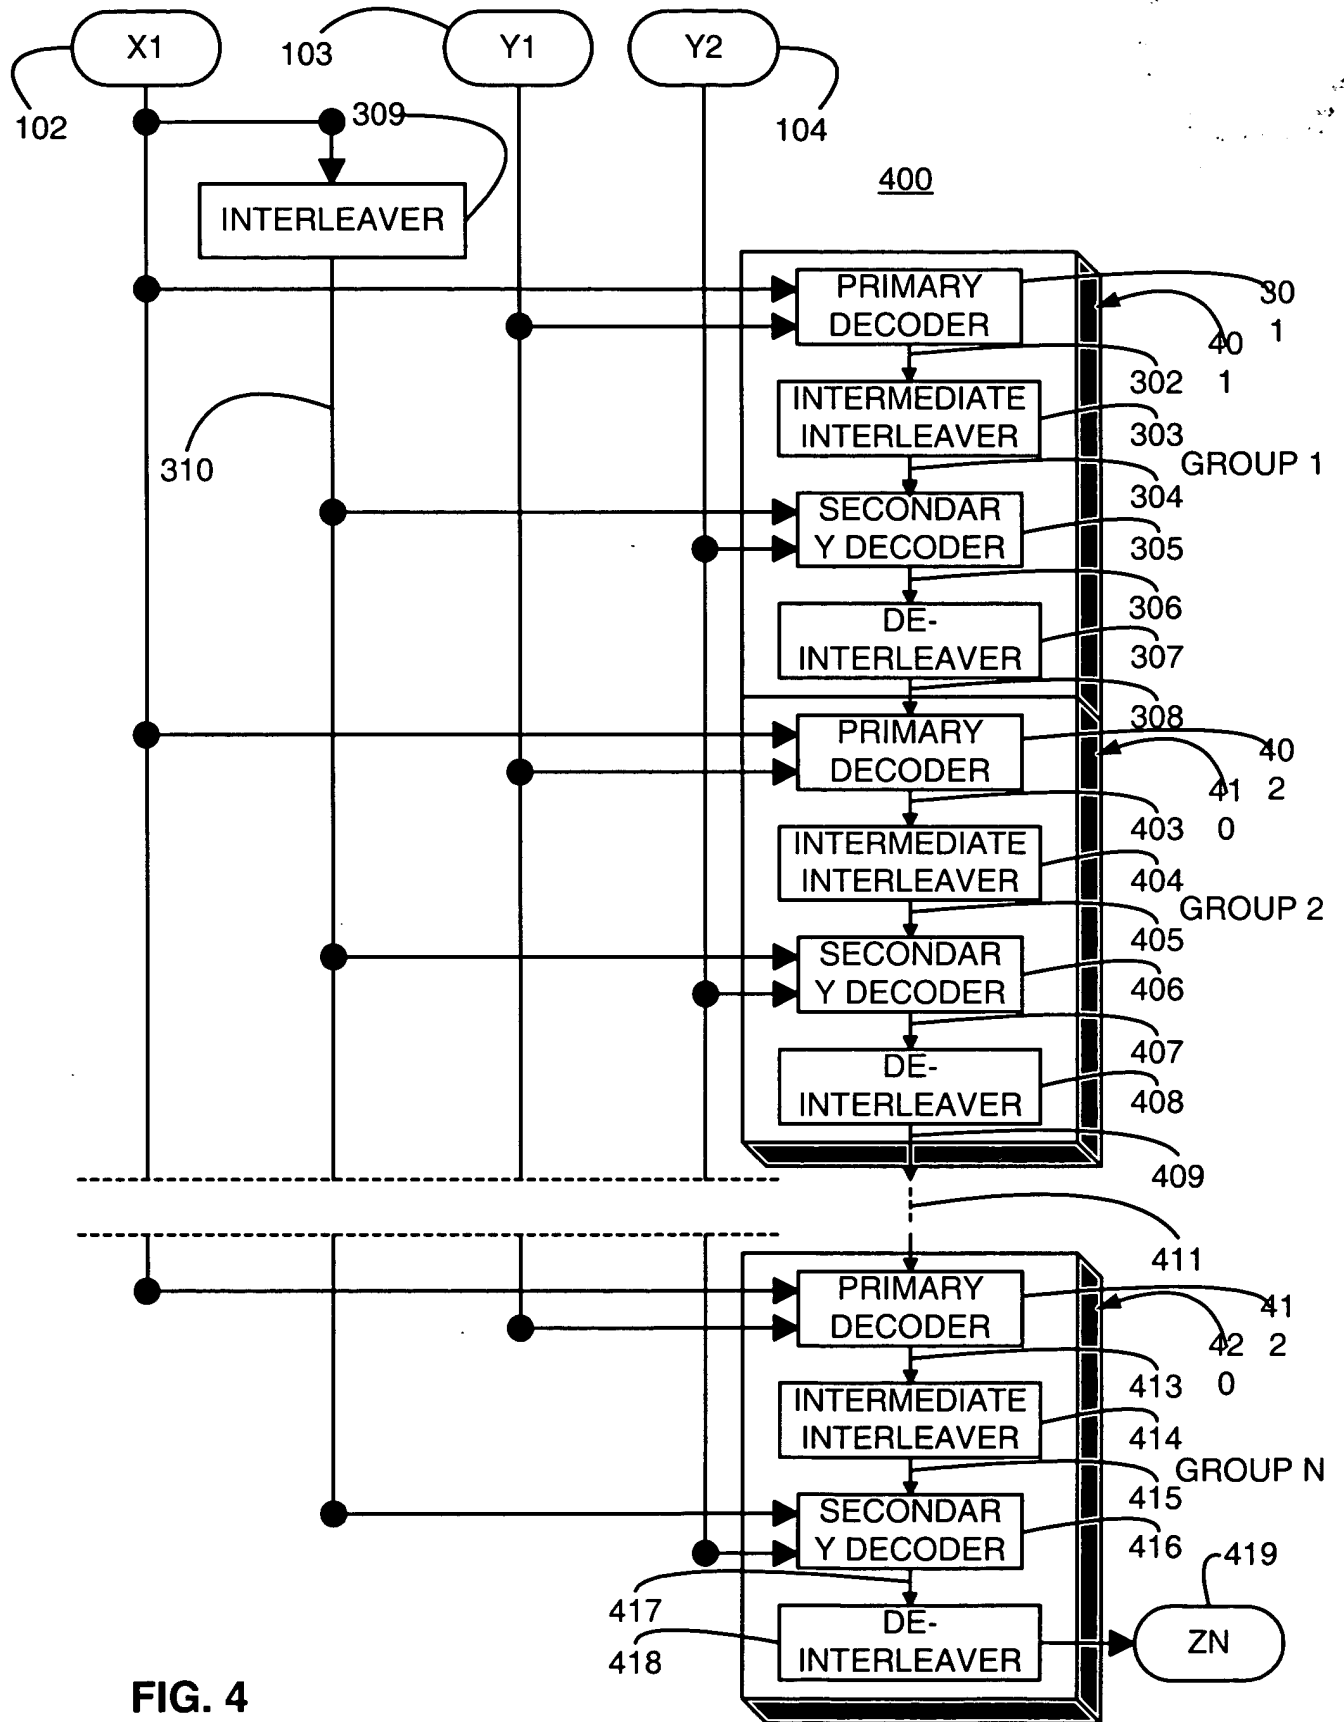 X1
103
Y1
Y2
102
309
104
INTERLEAVER
400
PRIMARY
DECODER
30
1
40
1
302
INTERMEDIATE
INTERLEAVER
303
GROUP 1
310
304
SECONDAR
Y DECODER
305
306
DE-
INTERLEAVER
307
308
PRIMARY
DECODER
40
2
41
0
403
INTERMEDIATE
INTERLEAVER
404
GROUP 2
405
SECONDAR
Y DECODER
406
407
DE-
INTERLEAVER
408
409
411
PRIMARY
DECODER
41
2
42
0
413
INTERMEDIATE
INTERLEAVER
414
GROUP N
415
SECONDAR
Y DECODER
416
419
417
DE-
INTERLEAVER
418
ZN
FIG. 4